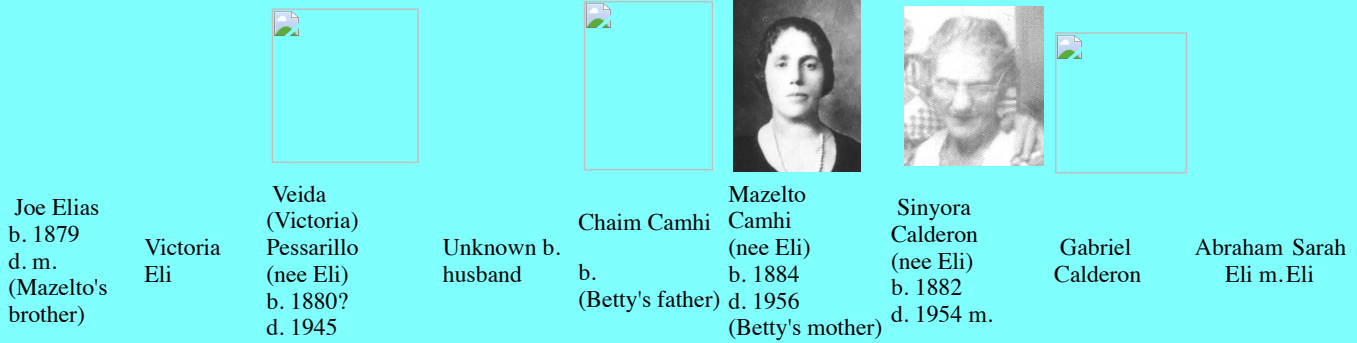 Joe Elias
b. 1879
d. m.
(Mazelto's
brother)
Victoria
Eli
Veida
(Victoria)
Pessarillo
(nee Eli)
b. 1880?
d. 1945
Unknown b.
husband
Chaim Camhi
b.
(Betty's father)
Mazelto
Camhi
(nee Eli)
b. 1884
d. 1956
(Betty's mother)
Sinyora
Calderon
(nee Eli)
b. 1882
d. 1954 m.
Gabriel
Calderon
Abraham Sarah
Eli m. Eli